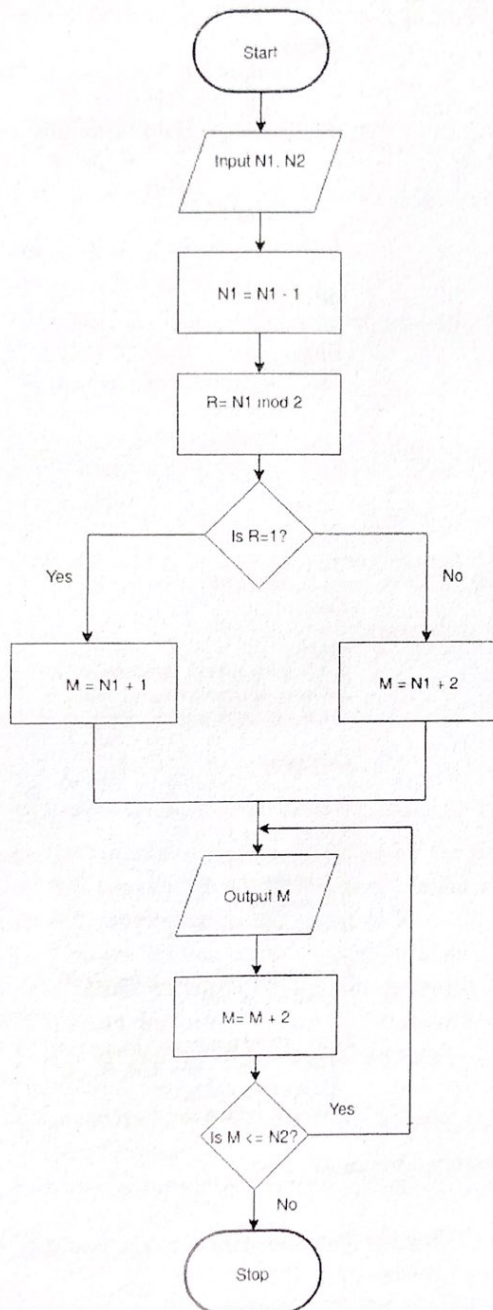 Start
Input N1, N2
N1 = N1 - 1
R= N1 mod 2
Is R=1?
Yes
No
M = N1 + 1
M = N1 + 2
Output M
M= M + 2
Is M <= N2?
Yes
No
Stop